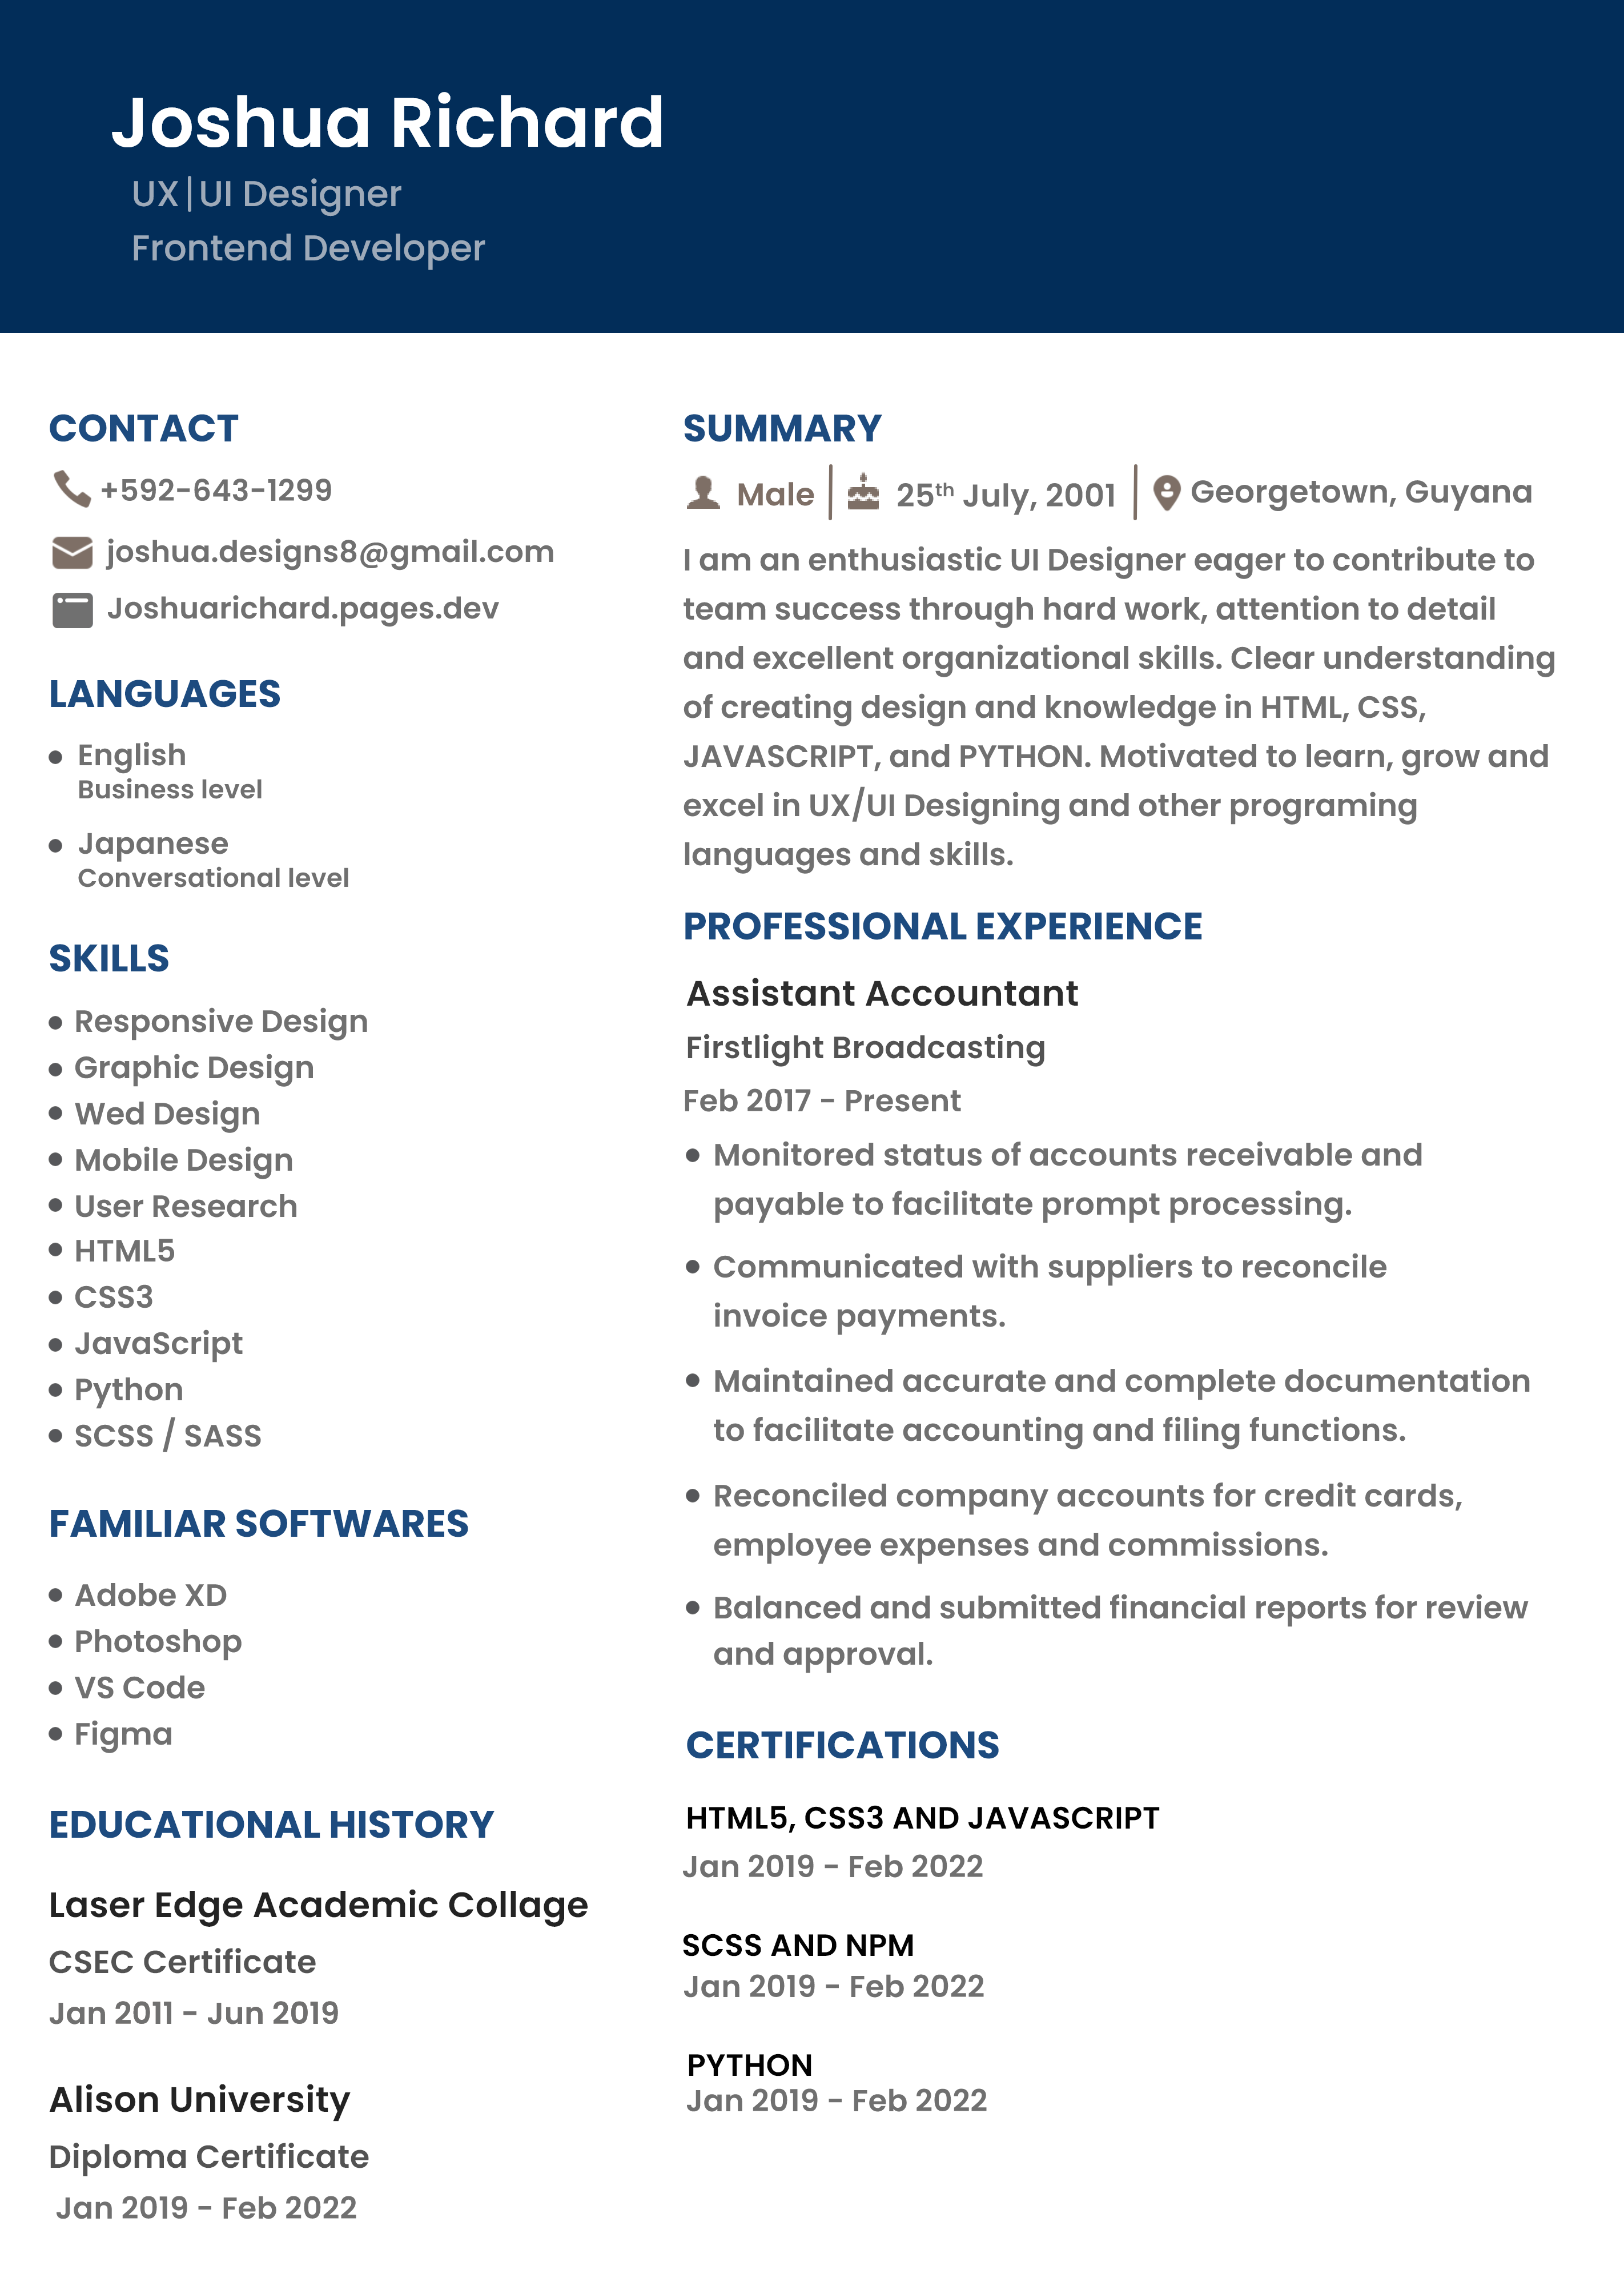 Joshua Richard
UX|UI Designer
Frontend Developer
CONTACT
+592-643-1299
joshua.designs8@gmail.com
Joshuarichard.pages.dev
LANGUAGES
English
Business level
Japanese
Conversational level
SKILLS
Responsive Design
Graphic Design
Wed Design
Mobile Design
User Research
HTML5
CSS3
JavaScript
Python
SCSS / SASS
FAMILIAR SOFTWARES
Adobe XD
Photoshop
VS Code
Figma
EDUCATIONAL HISTORY
Laser Edge Academic Collage
CSEC Certificate
Jan 2011 - Jun 2019
Alison University
Diploma Certificate
Jan 2019 - Feb 2022
SUMMARY
Male | 25th July, 2001 | Georgetown, Guyana
I am an enthusiastic UI Designer eager to contribute to
team success through hard work, attention to detail
and excellent organizational skills. Clear understanding
of creating design and knowledge in HTML, CSS,
JAVASCRIPT, and PYTHON. Motivated to learn, grow and
excel in UX/UI Designing and other programing
languages and skills.
PROFESSIONAL EXPERIENCE
Assistant Accountant
Firstlight Broadcasting
Feb 2017 - Present
Monitored status of accounts receivable and
payable to facilitate prompt processing.
Communicated with suppliers to reconcile
invoice payments.
Maintained accurate and complete documentation
to facilitate accounting and filing functions.
Reconciled company accounts for credit cards,
employee expenses and commissions.
Balanced and submitted financial reports for review
and approval.
CERTIFICATIONS
HTML5, CSS3 AND JAVASCRIPT
Jan 2019 - Feb 2022
SCSS AND NPM
Jan 2019 - Feb 2022
PYTHON
Jan 2019 - Feb 2022